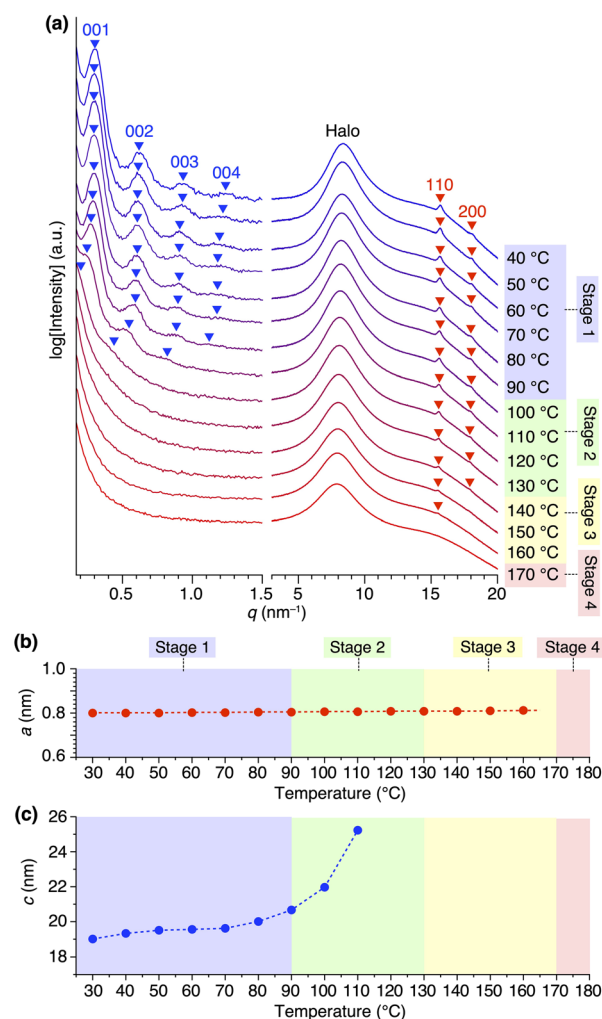 (a)
001
002
003
004
Halo
110
200
log[Intensity] (a.u.)
40 °C
50 °C
60 °C
70 °C
80 °C
90 °C
100 °C
110 °C
120 °C
130 °C
140 °C
150 °C
160 °C
170 °C
Stage 1
Stage 2
Stage 3
Stage 4
0.5 1.0 1.5 5 10 15 20
q (nm⁻¹)
(b)
Stage 1 Stage 2 Stage 3 Stage 4
a (nm)
1.0
0.8
0.6
30 40 50 60 70 80 90 100 110 120 130 140 150 160 170 180
Temperature (°C)
(c)
c (nm)
26
24
22
20
18
30 40 50 60 70 80 90 100 110 120 130 140 150 160 170 180
Temperature (°C)